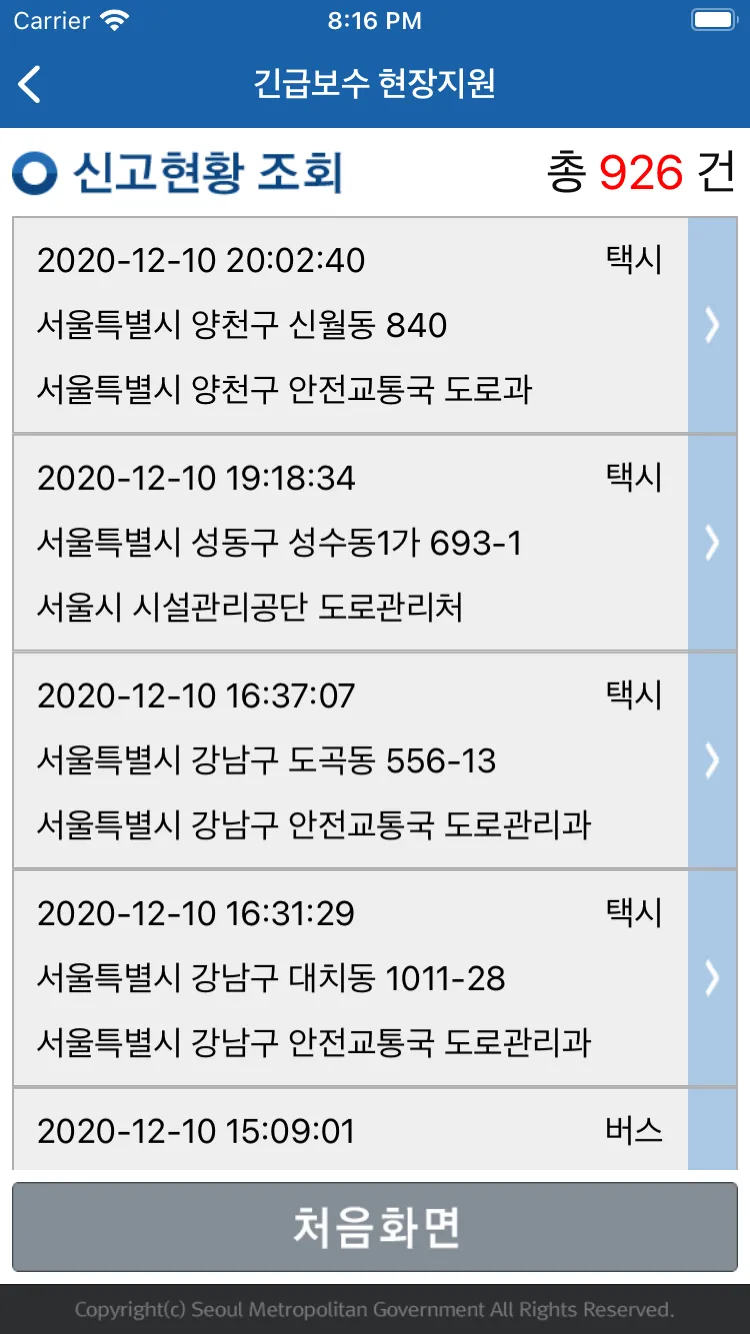 Carrier 8:16 PM
긴급보수 현장지원
신고현황 조회 총 926 건
2020-12-10 20:02:40 택시
서울특별시 양천구 신월동 840
서울특별시 양천구 안전교통국 도로과
2020-12-10 19:18:34 택시
서울특별시 성동구 성수동1가 693-1
서울시 시설관리공단 도로관리처
2020-12-10 16:37:07 택시
서울특별시 강남구 도곡동 556-13
서울특별시 강남구 안전교통국 도로관리과
2020-12-10 16:31:29 택시
서울특별시 강남구 대치동 1011-28
서울특별시 강남구 안전교통국 도로관리과
2020-12-10 15:09:01 버스
처음화면
Copyright(c) Seoul Metropolitan Government All Rights Reserved.